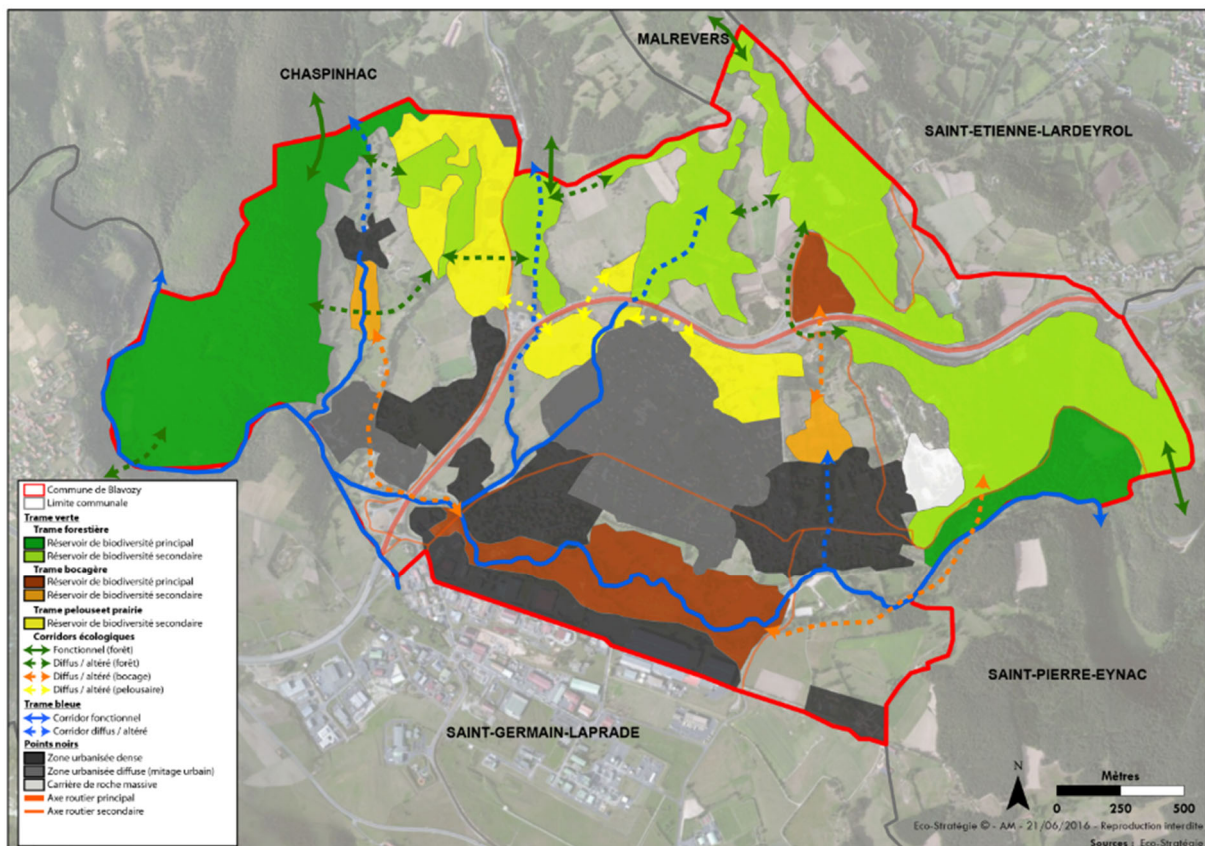 MALREVERS
CHASPINHAC
SAINT-ETIENNE-LARDEYROL
SAINT-PIERRE-EYNAC
SAINT-GERMAIN-LAPRADE
Commune de Blavozy
Limite communale
Trame verte
Trame forestière
Réservoir de biodiversité principal
Réservoir de biodiversité secondaire
Trame bocagère
Réservoir de biodiversité principal
Réservoir de biodiversité secondaire
Trame pelouseet prairie
Réservoir de biodiversité secondaire
Corridors écologiques
Fonctionnel (forêt)
Diffus / altéré (forêt)
Diffus / altéré (bocage)
Diffus / altéré (pelousaire)
Trame bleue
Corridor fonctionnel
Corridor diffus / altéré
Points noirs
Zone urbanisée dense
Zone urbanisée diffuse (mitage urbain)
Carrière de roche massive
Axe routier principal
Axe routier secondaire
N
Mètres
0 250 500
Eco-Stratégie © - AM - 21/06/2016 - Reproduction interdite
Sources : Eco-Stratégie